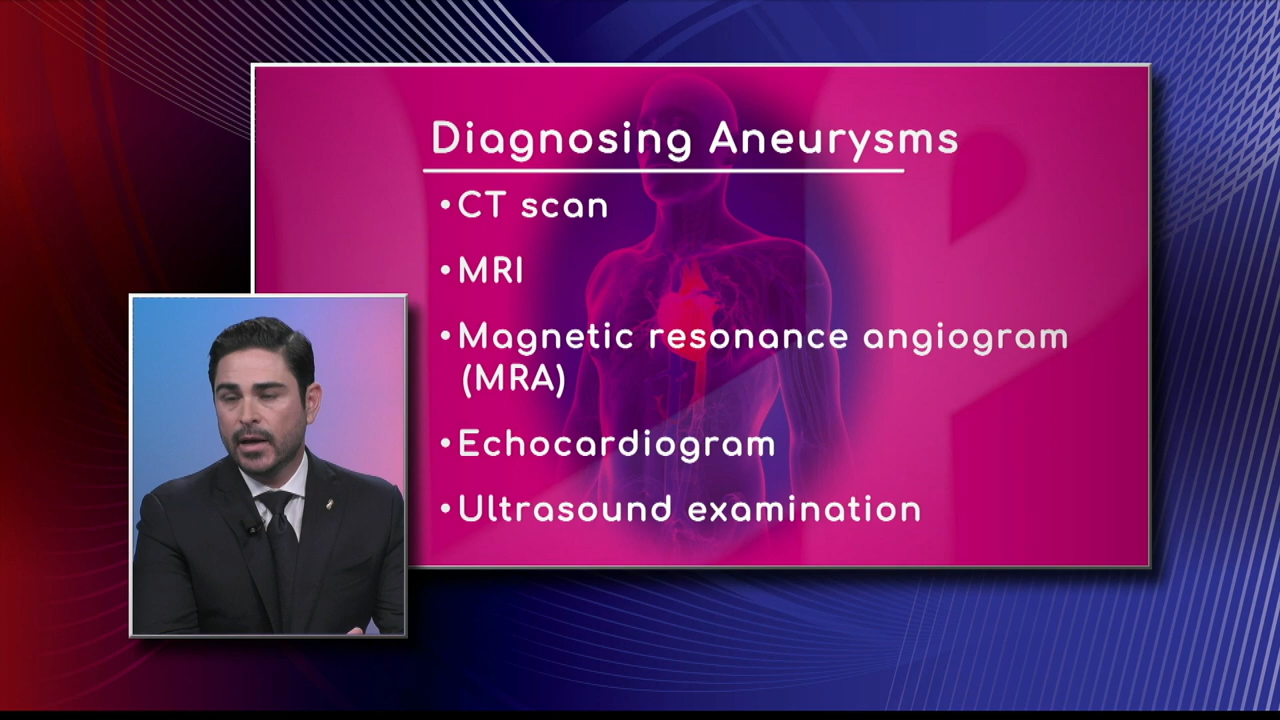 Diagnosing Aneurysms
•CT scan
•MRI
•Magnetic resonance angiogram
(MRA)
•Echocardiogram
•Ultrasound examination